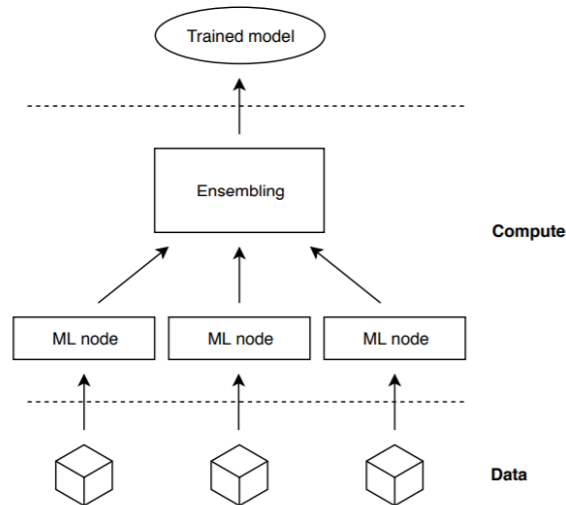 Trained model
Ensembling
Compute
ML node
ML node
ML node
Data